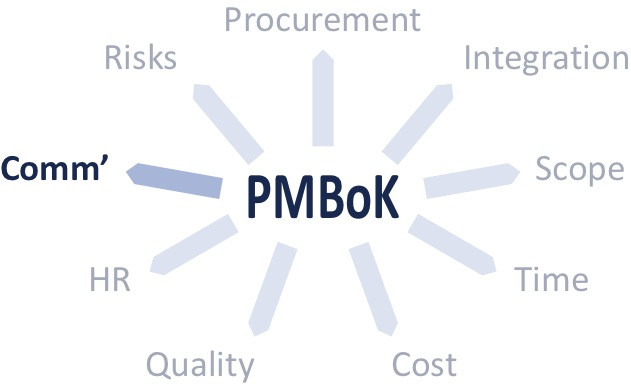 Procurement
Risks
Integration
Comm’
PMBoK
Scope
HR
Time
Quality
Cost